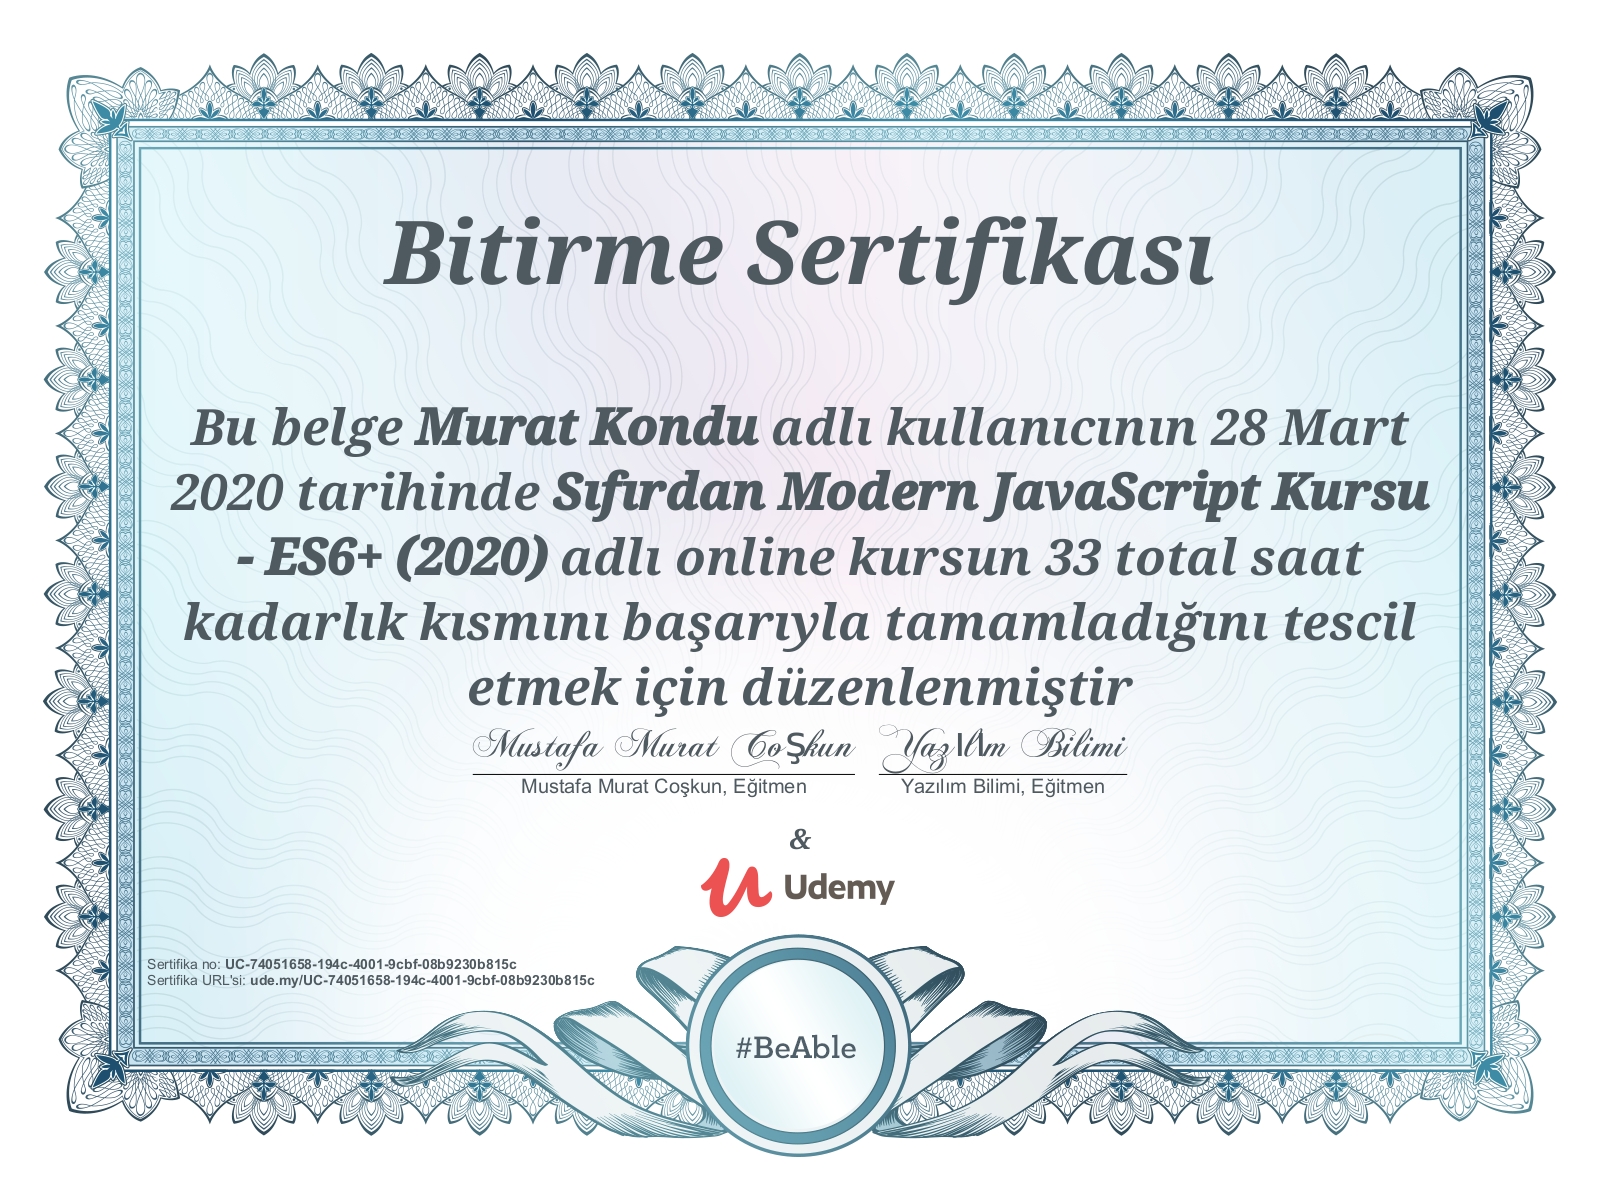 Bitirme Sertifikası
Bu belge Murat Kondu adlı kullanıcının 28 Mart
2020 tarihinde Sıfırdan Modern JavaScript Kursu
- ES6+ (2020) adlı online kursun 33 total saat
kadarlık kısmını başarıyla tamamladığını tescil
etmek için düzenlenmiştir
Mustafa Murat Coşkun Yazılım Bilimi
Mustafa Murat Coşkun, Eğitmen Yazılım Bilimi, Eğitmen
&
Udemy
Sertifika no: UC-74051658-194c-4001-9cbf-08b9230b815c
Sertifika URL'si: ude.my/UC-74051658-194c-4001-9cbf-08b9230b815c
#BeAble